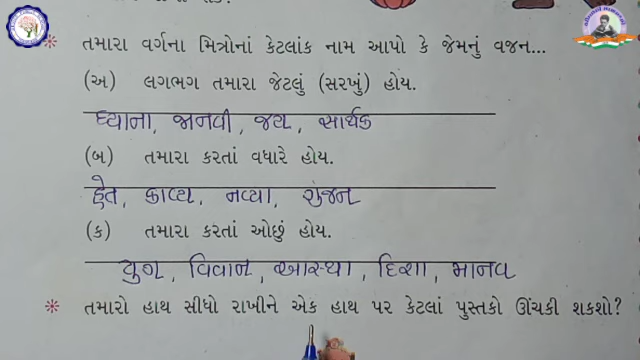 તમારા વર્ગના મિત્રોનાં કેટલાંક નામ આપો કે જેમનું વજન...
(અ) લગભગ તમારા જેટલું (સરખું) હોય.
ધ્યાના, જાનવી, જય, સાર્થક
(બ) તમારા કરતાં વધારે હોય.
હેત, કાવ્ય, નવ્યા, ગુંજન
(ક) તમારા કરતાં ઓછું હોય.
યુગ, વિવાન, આસ્થા, દિશા, માનવ
તમારો હાથ સીધો રાખીને એક હાથ પર કેટલાં પુસ્તકો ઊંચકી શકશો?